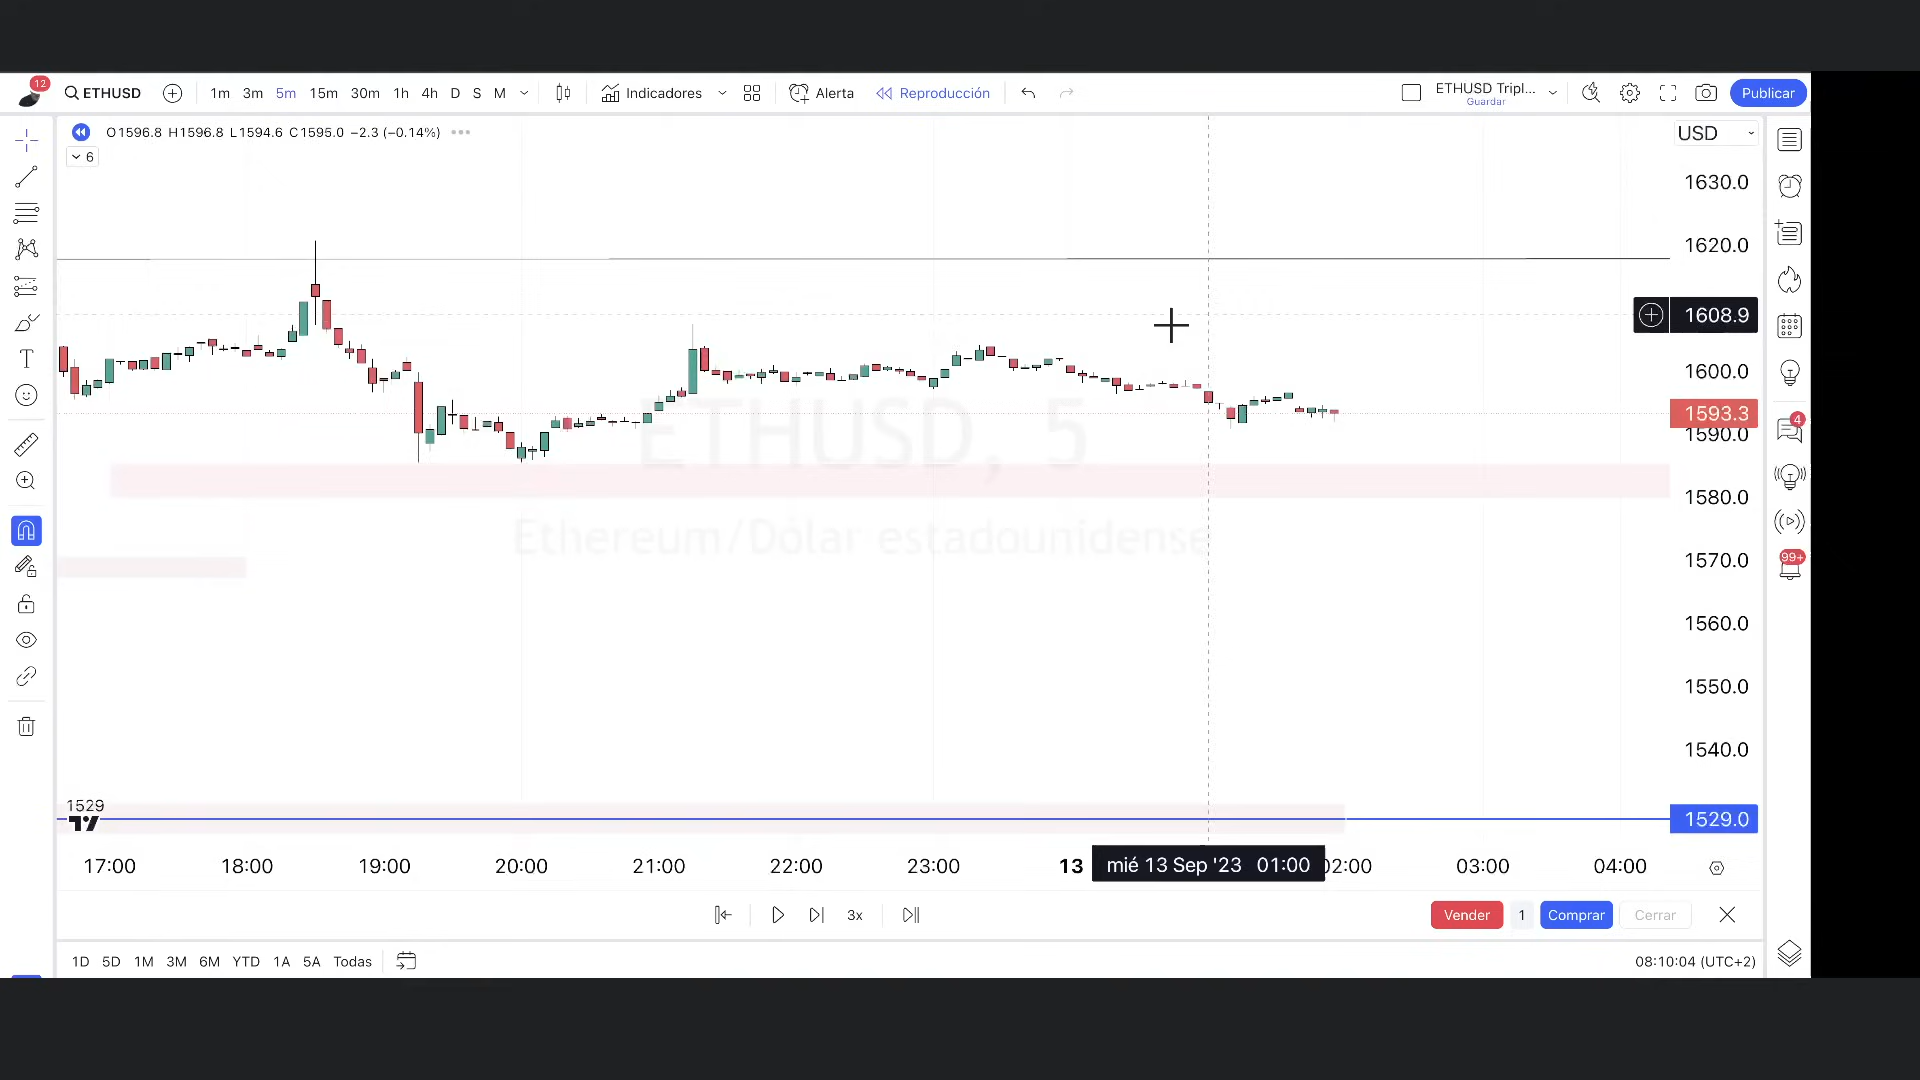 12
ETHUSD 1m 3m 5m 15m 30m 1h 4h D S M Indicadores Alerta Reproducción ETHUSD Tripl... Publicar
Guardar
O1596.8 H1596.8 L1594.6 C1595.0 −2.3 (−0.14%)
USD
6
1630.0
1620.0
1608.9
1600.0
1593.3
1590.0
4
ETHUSD, 5
1580.0
Ethereum/Dólar estadounidense
1570.0
99+
1560.0
1550.0
1540.0
1529
1529.0
17:00 18:00 19:00 20:00 21:00 22:00 23:00 13 mié 13 Sep '23 01:00 02:00 03:00 04:00
3x Vender 1 Comprar Cerrar
1D 5D 1M 3M 6M YTD 1A 5A Todas 08:10:04 (UTC+2)